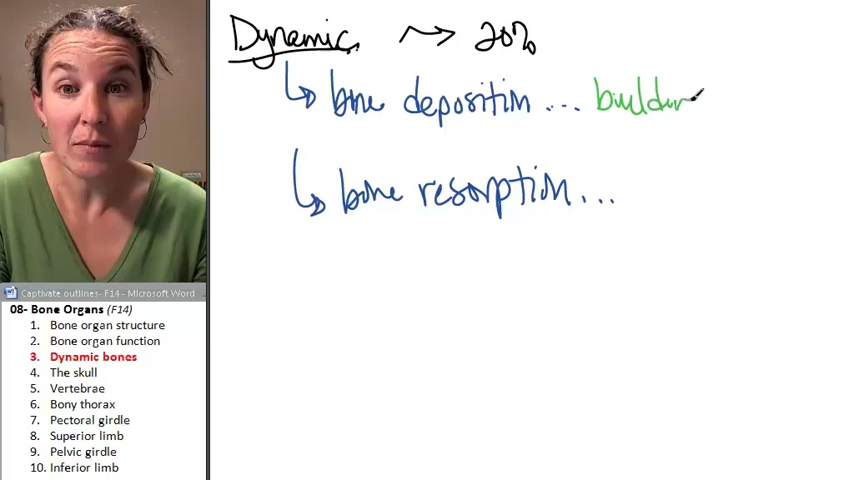 Dynamic. ~> 20%
↳ bone deposition ... builder
↳ bone resorption ...
Captivate outlines- F14 - Microsoft Word
08- Bone Organs (F14)
1. Bone organ structure
2. Bone organ function
3. Dynamic bones
4. The skull
5. Vertebrae
6. Bony thorax
7. Pectoral girdle
8. Superior limb
9. Pelvic girdle
10. Inferior limb